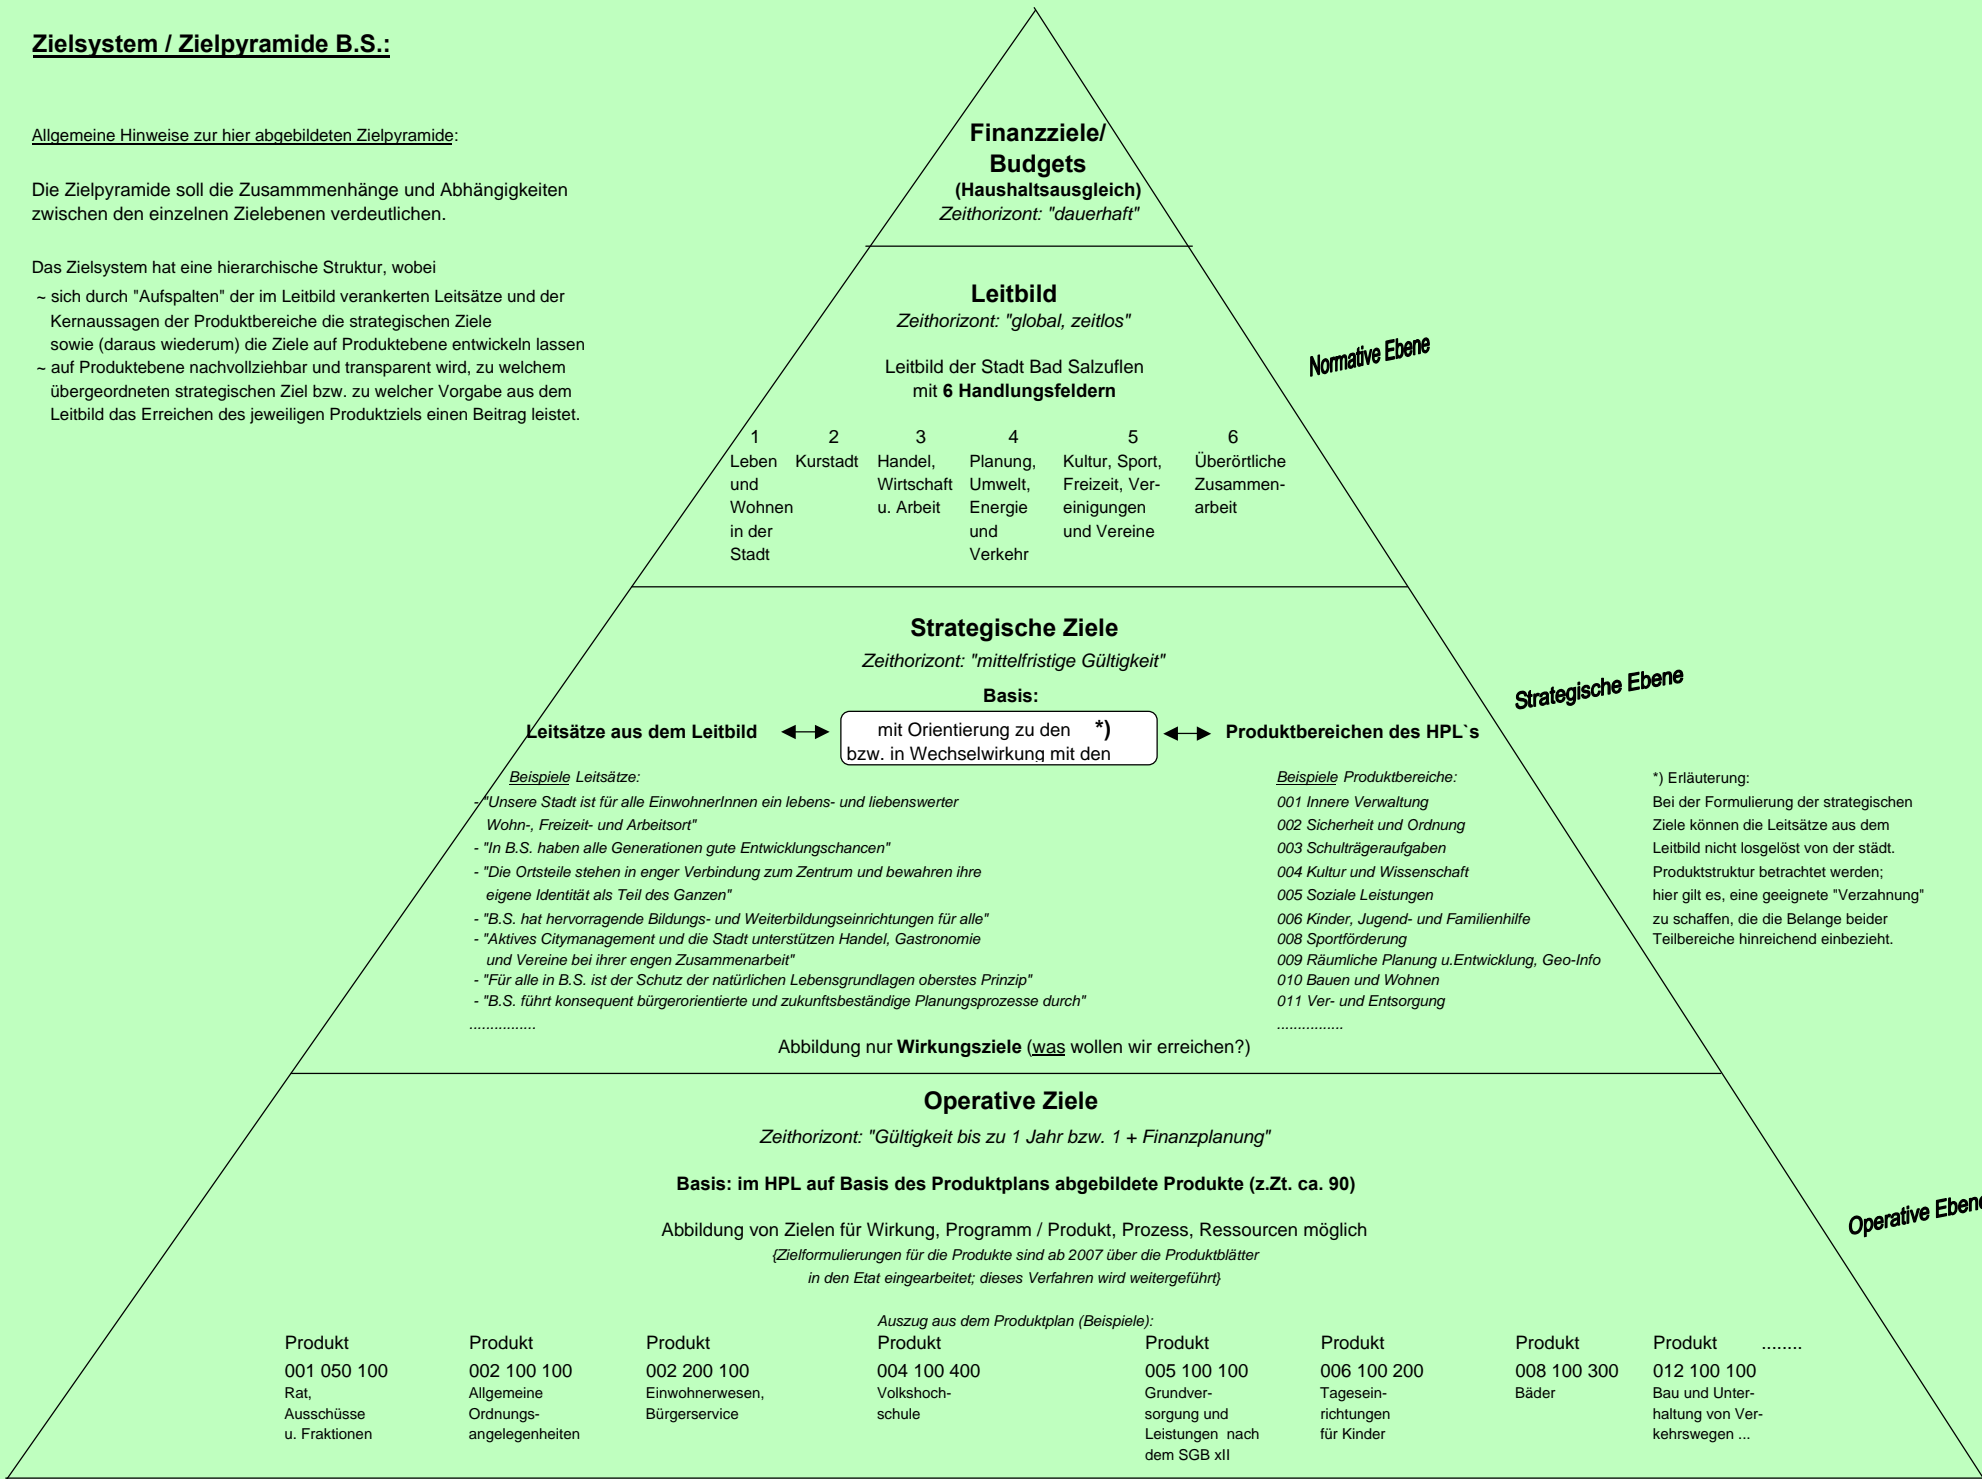 Zielsystem / Zielpyramide B.S.:
Allgemeine Hinweise zur hier abgebildeten Zielpyramide:
Die Zielpyramide soll die Zusammmenhänge und Abhängigkeiten
zwischen den einzelnen Zielebenen verdeutlichen.
Das Zielsystem hat eine hierarchische Struktur, wobei
~ sich durch "Aufspalten" der im Leitbild verankerten Leitsätze und der
Kernaussagen der Produktbereiche die strategischen Ziele
sowie (daraus wiederum) die Ziele auf Produktebene entwickeln lassen
~ auf Produktebene nachvollziehbar und transparent wird, zu welchem
übergeordneten strategischen Ziel bzw. zu welcher Vorgabe aus dem
Leitbild das Erreichen des jeweiligen Produktziels einen Beitrag leistet.
Finanzziele/
Budgets
(Haushaltsausgleich)
Zeithorizont: "dauerhaft"
Leitbild
Zeithorizont: "global, zeitlos"
Leitbild der Stadt Bad Salzuflen
mit 6 Handlungsfeldern
1
Leben
und
Wohnen
in der
Stadt
2
Kurstadt
3
Handel,
Wirtschaft
u. Arbeit
4
Planung,
Umwelt,
Energie
und
Verkehr
5
Kultur, Sport,
Freizeit, Ver-
einigungen
und Vereine
6
Überörtliche
Zusammen-
arbeit
Normative Ebene
Strategische Ziele
Zeithorizont: "mittelfristige Gültigkeit"
Basis:
Leitsätze aus dem Leitbild
mit Orientierung zu den *)
bzw. in Wechselwirkung mit den
Produktbereichen des HPL`s
Strategische Ebene
Beispiele Leitsätze:
- "Unsere Stadt ist für alle EinwohnerInnen ein lebens- und liebenswerter
Wohn-, Freizeit- und Arbeitsort"
- "In B.S. haben alle Generationen gute Entwicklungschancen"
- "Die Ortsteile stehen in enger Verbindung zum Zentrum und bewahren ihre
eigene Identität als Teil des Ganzen"
- "B.S. hat hervorragende Bildungs- und Weiterbildungseinrichtungen für alle"
- "Aktives Citymanagement und die Stadt unterstützen Handel, Gastronomie
und Vereine bei ihrer engen Zusammenarbeit"
- "Für alle in B.S. ist der Schutz der natürlichen Lebensgrundlagen oberstes Prinzip"
- "B.S. führt konsequent bürgerorientierte und zukunftsbeständige Planungsprozesse durch"
................
Beispiele Produktbereiche:
001 Innere Verwaltung
002 Sicherheit und Ordnung
003 Schulträgeraufgaben
004 Kultur und Wissenschaft
005 Soziale Leistungen
006 Kinder, Jugend- und Familienhilfe
008 Sportförderung
009 Räumliche Planung u.Entwicklung, Geo-Info
010 Bauen und Wohnen
011 Ver- und Entsorgung
................
*) Erläuterung:
Bei der Formulierung der strategischen
Ziele können die Leitsätze aus dem
Leitbild nicht losgelöst von der städt.
Produktstruktur betrachtet werden;
hier gilt es, eine geeignete "Verzahnung"
zu schaffen, die die Belange beider
Teilbereiche hinreichend einbezieht.
Abbildung nur Wirkungsziele (was wollen wir erreichen?)
Operative Ziele
Zeithorizont: "Gültigkeit bis zu 1 Jahr bzw. 1 + Finanzplanung"
Basis: im HPL auf Basis des Produktplans abgebildete Produkte (z.Zt. ca. 90)
Abbildung von Zielen für Wirkung, Programm / Produkt, Prozess, Ressourcen möglich
{Zielformulierungen für die Produkte sind ab 2007 über die Produktblätter
in den Etat eingearbeitet; dieses Verfahren wird weitergeführt}
Operative Ebene
Auszug aus dem Produktplan (Beispiele):
Produkt
001 050 100
Rat,
Ausschüsse
u. Fraktionen
Produkt
002 100 100
Allgemeine
Ordnungs-
angelegenheiten
Produkt
002 200 100
Einwohnerwesen,
Bürgerservice
Produkt
004 100 400
Volkshoch-
schule
Produkt
005 100 100
Grundver-
sorgung und
Leistungen nach
dem SGB xII
Produkt
006 100 200
Tagesein-
richtungen
für Kinder
Produkt
008 100 300
Bäder
Produkt ........
012 100 100
Bau und Unter-
haltung von Ver-
kehrswegen ...